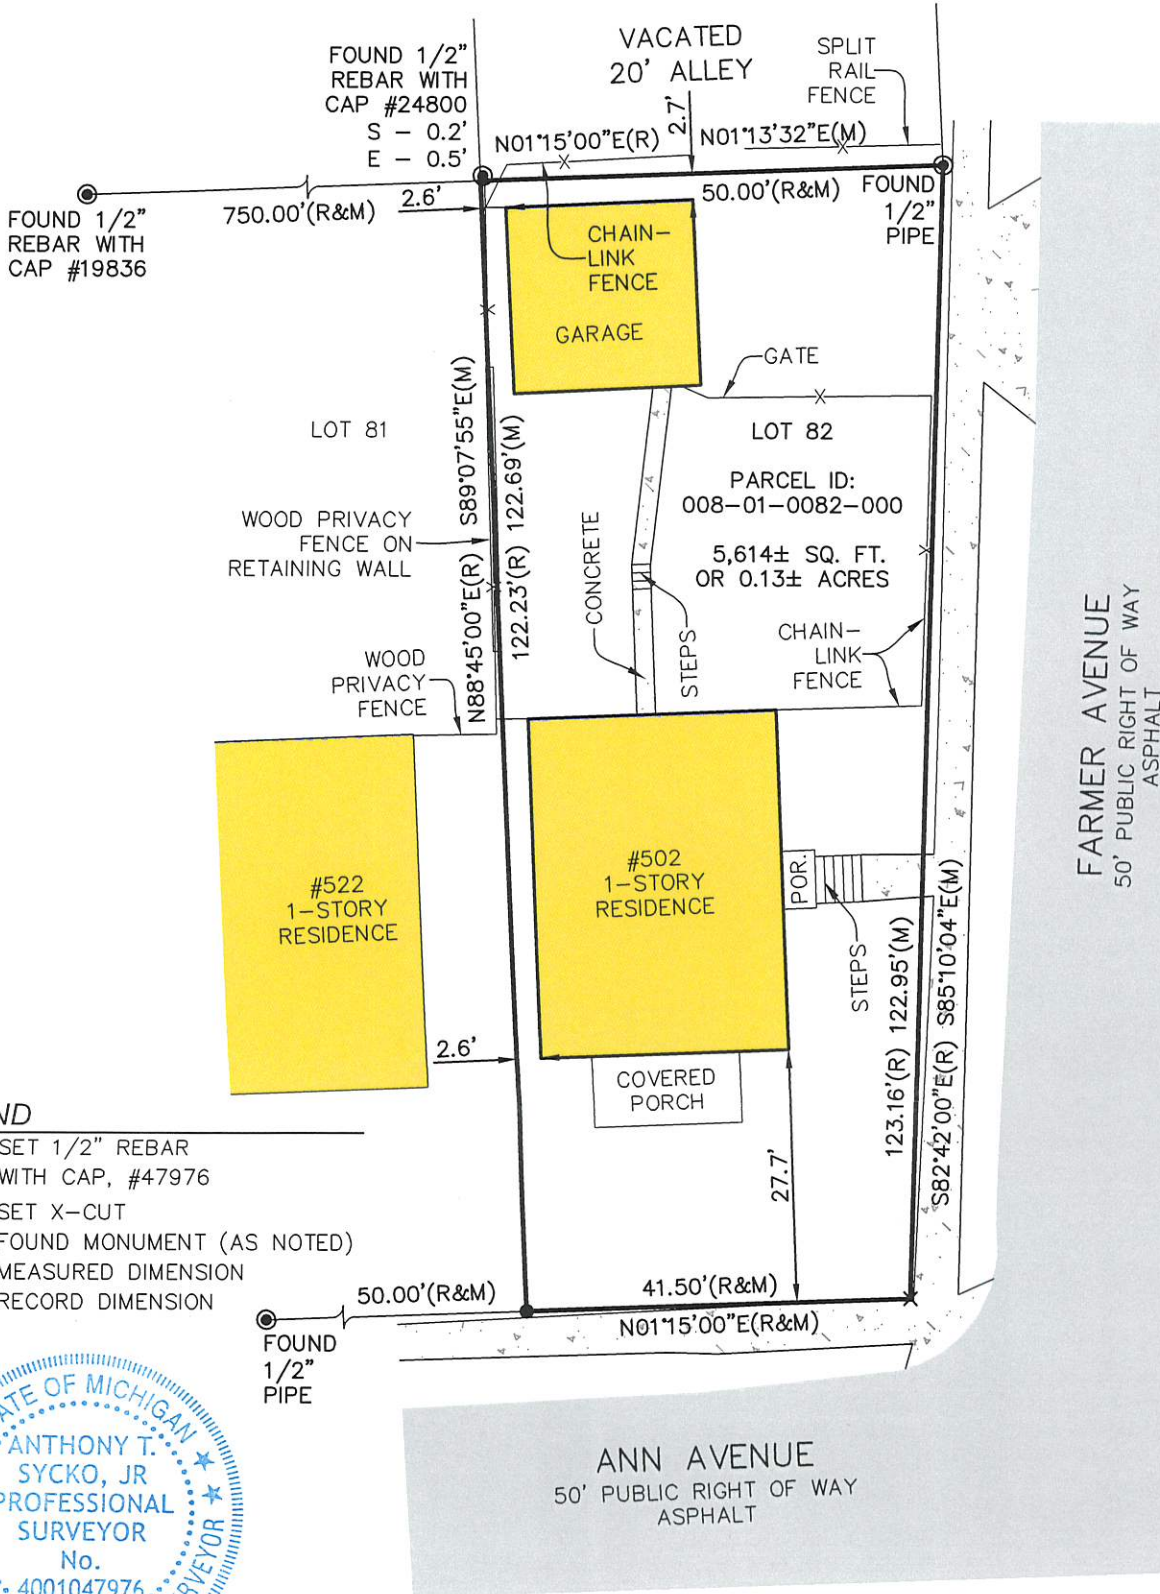 VACATED
20' ALLEY
FOUND 1/2"
REBAR WITH
CAP #24800
S - 0.2'
E - 0.5'
SPLIT
RAIL
FENCE
N01°15'00"E(R)
2.7'
N01°13'32"E(M)
FOUND 1/2"
REBAR WITH
CAP #19836
750.00'(R&M)
2.6'
50.00'(R&M)
FOUND
1/2"
PIPE
CHAIN-
LINK
FENCE
GARAGE
GATE
LOT 81
S89°07'55"E(M)
N88°45'00"E(R)
122.69'(M)
122.23'(R)
LOT 82
PARCEL ID:
008-01-0082-000
5,614± SQ. FT.
OR 0.13± ACRES
WOOD PRIVACY
FENCE ON
RETAINING WALL
CONCRETE
STEPS
CHAIN-
LINK
FENCE
WOOD
PRIVACY
FENCE
FARMER AVENUE
50' PUBLIC RIGHT OF WAY
ASPHALT
#522
1-STORY
RESIDENCE
#502
1-STORY
RESIDENCE
POR.
STEPS
122.95'(M)
123.16'(R)
S85°10'04"E(M)
S82°42'00"E(R)
2.6'
COVERED
PORCH
27.7'
ND
SET 1/2" REBAR
WITH CAP, #47976
SET X-CUT
FOUND MONUMENT (AS NOTED)
MEASURED DIMENSION
RECORD DIMENSION
50.00'(R&M)
41.50'(R&M)
N01°15'00"E(R&M)
FOUND
1/2"
PIPE
ATE OF MICHIGAN
ANTHONY T.
SYCKO, JR
PROFESSIONAL
SURVEYOR
No.
4001047976
RVEYOR
ANN AVENUE
50' PUBLIC RIGHT OF WAY
ASPHALT